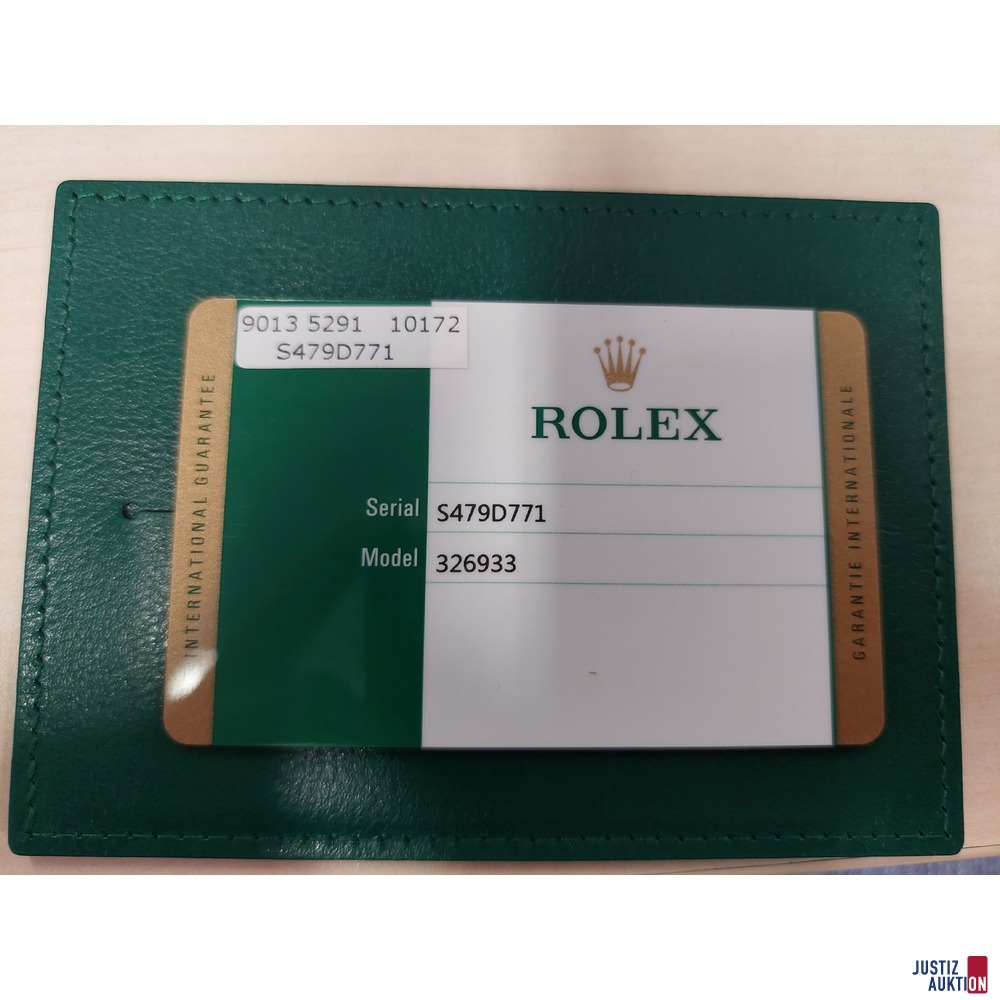 9013 5291 10172
S479D771
ROLEX
Serial S479D771
Model 326933
INTERNATIONAL GUARANTEE
GARANTIE INTERNATIONALE
JUSTIZ
AUKTION